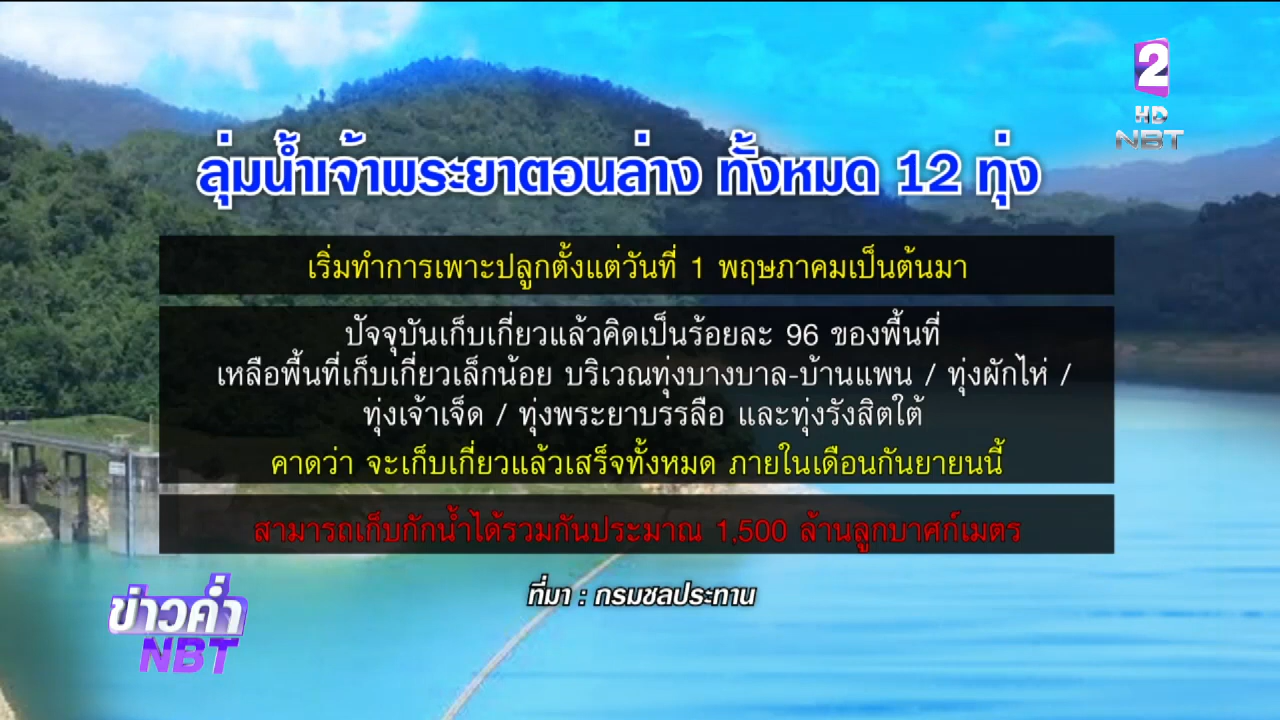 2
HD
NBT
ลุ่มน้ำเจ้าพระยาตอนล่าง ทั้งหมด 12 ทุ่ง
เริ่มทำการเพาะปลูกตั้งแต่วันที่ 1 พฤษภาคมเป็นต้นมา
ปัจจุบันเก็บเกี่ยวแล้วคิดเป็นร้อยละ 96 ของพื้นที่
เหลือพื้นที่เก็บเกี่ยวเล็กน้อย บริเวณทุ่งบางบาล-บ้านแพน / ทุ่งผักไห่ /
ทุ่งเจ้าเจ็ด / ทุ่งพระยาบรรลือ และทุ่งรังสิตใต้
คาดว่า จะเก็บเกี่ยวแล้วเสร็จทั้งหมด ภายในเดือนกันยายนนี้
สามารถเก็บกักน้ำได้รวมกันประมาณ 1,500 ล้านลูกบาศก์เมตร
ที่มา : กรมชลประทาน
ข่าวค่ำ
NBT